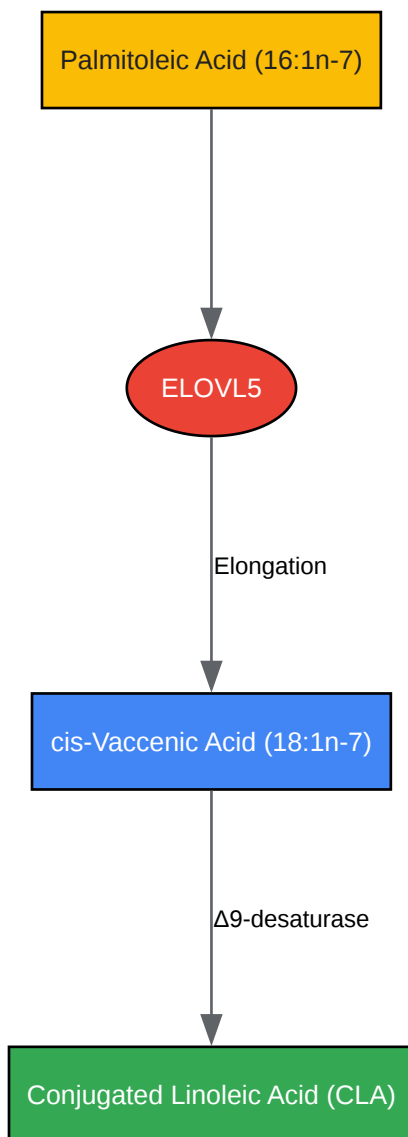 Palmitoleic Acid (16:1n-7)
ELOVL5
Elongation
cis-Vaccenic Acid (18:1n-7)
Δ9-desaturase
Conjugated Linoleic Acid (CLA)